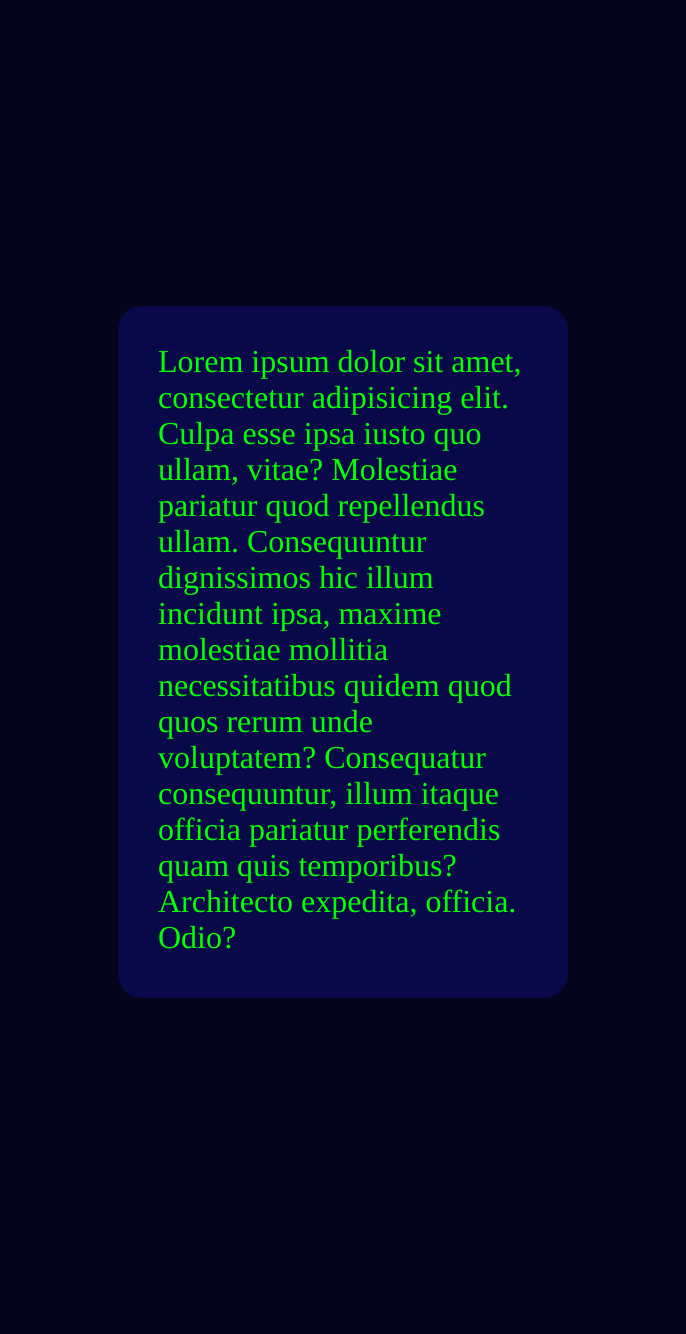 Lorem ipsum dolor sit amet,
consectetur adipisicing elit.
Culpa esse ipsa iusto quo
ullam, vitae? Molestiae
pariatur quod repellendus
ullam. Consequuntur
dignissimos hic illum
incidunt ipsa, maxime
molestiae mollitia
necessitatibus quidem quod
quos rerum unde
voluptatem? Consequatur
consequuntur, illum itaque
officia pariatur perferendis
quam quis temporibus?
Architecto expedita, officia.
Odio?